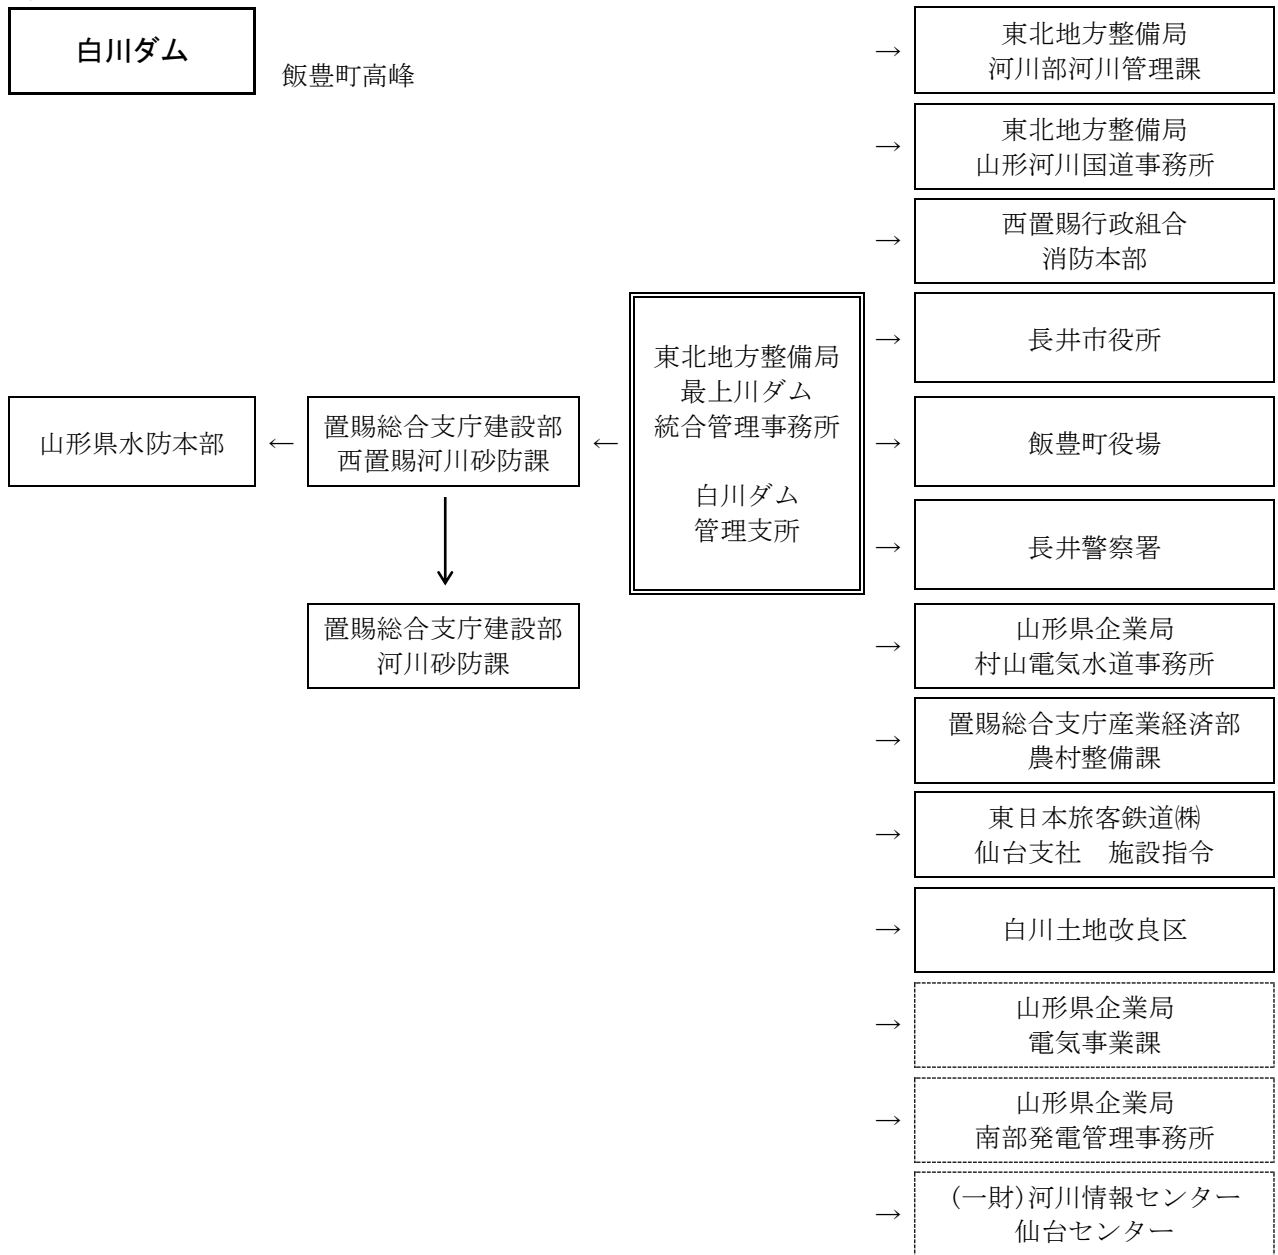 白川ダム
飯豊町高峰
→
東北地方整備局
河川部河川管理課
→
東北地方整備局
山形河川国道事務所
→
西置賜行政組合
消防本部
→
長井市役所
東北地方整備局
最上川ダム
統合管理事務所
白川ダム
管理支所
山形県水防本部
←
置賜総合支庁建設部
西置賜河川砂防課
←
→
飯豊町役場
→
長井警察署
置賜総合支庁建設部
河川砂防課
→
山形県企業局
村山電気水道事務所
→
置賜総合支庁産業経済部
農村整備課
→
東日本旅客鉄道㈱
仙台支社　施設指令
→
白川土地改良区
→
山形県企業局
電気事業課
→
山形県企業局
南部発電管理事務所
→
(一財)河川情報センター
仙台センター